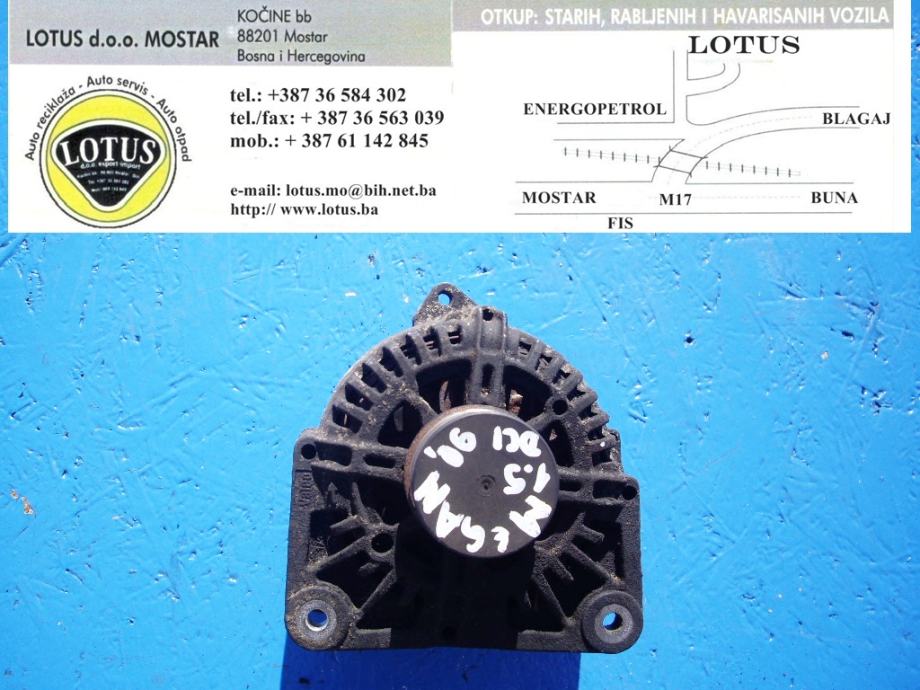 LOTUS d.o.o. MOSTAR
KOČINE bb
88201 Mostar
Bosna i Hercegovina
Auto reciklaža - Auto servis - Auto otpad
LOTUS
d.o.o. export-import
tel.: +387 36 584 302
tel./fax: + 387 36 563 039
mob.: + 387 61 142 845
e-mail: lotus.mo@bih.net.ba
http// www.lotus.ba
OTKUP: STARIH, RABLJENIH I HAVARISANIH VOZILA
LOTUS
ENERGOPETROL
BLAGAJ
MOSTAR
M17
BUNA
FIS
Valeo
MEGAN
1.5
DCI